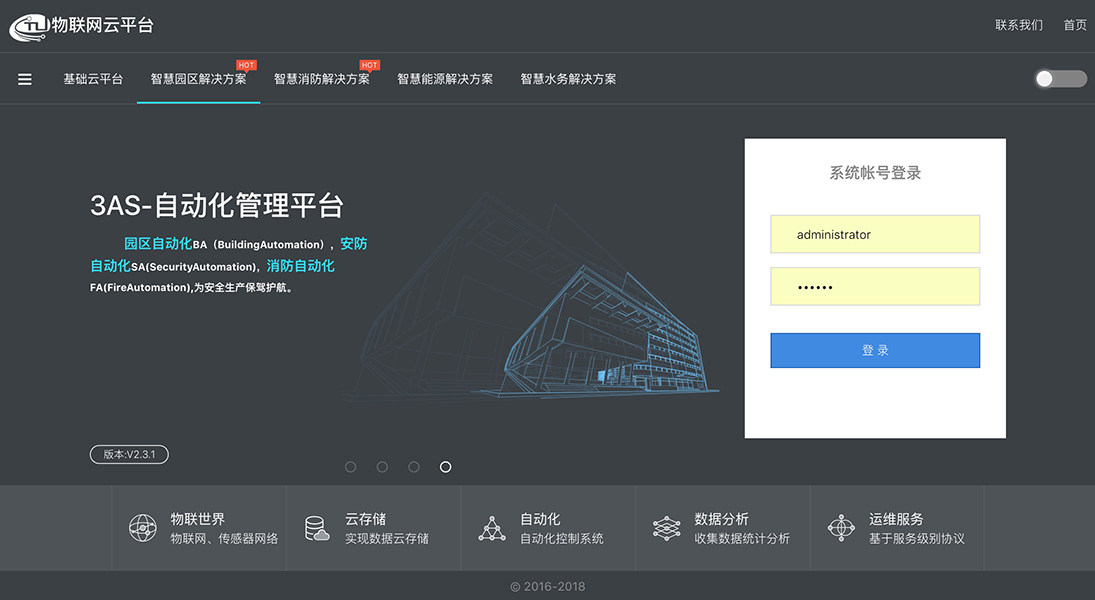 TLI物联网云平台
联系我们 首页
HOT HOT
基础云平台 智慧园区解决方案 智慧消防解决方案 智慧能源解决方案 智慧水务解决方案
系统帐号登录
3AS-自动化管理平台
administrator
园区自动化BA（BuildingAutomation），安防
自动化SA(SecurityAutomation)，消防自动化
FA(FireAutomation),为安全生产保驾护航。
••••••
登 录
版本:V2.3.1
物联世界 云存储 自动化 数据分析 运维服务
物联网、传感器网络 实现数据云存储 自动化控制系统 收集数据统计分析 基于服务级别协议
© 2016-2018